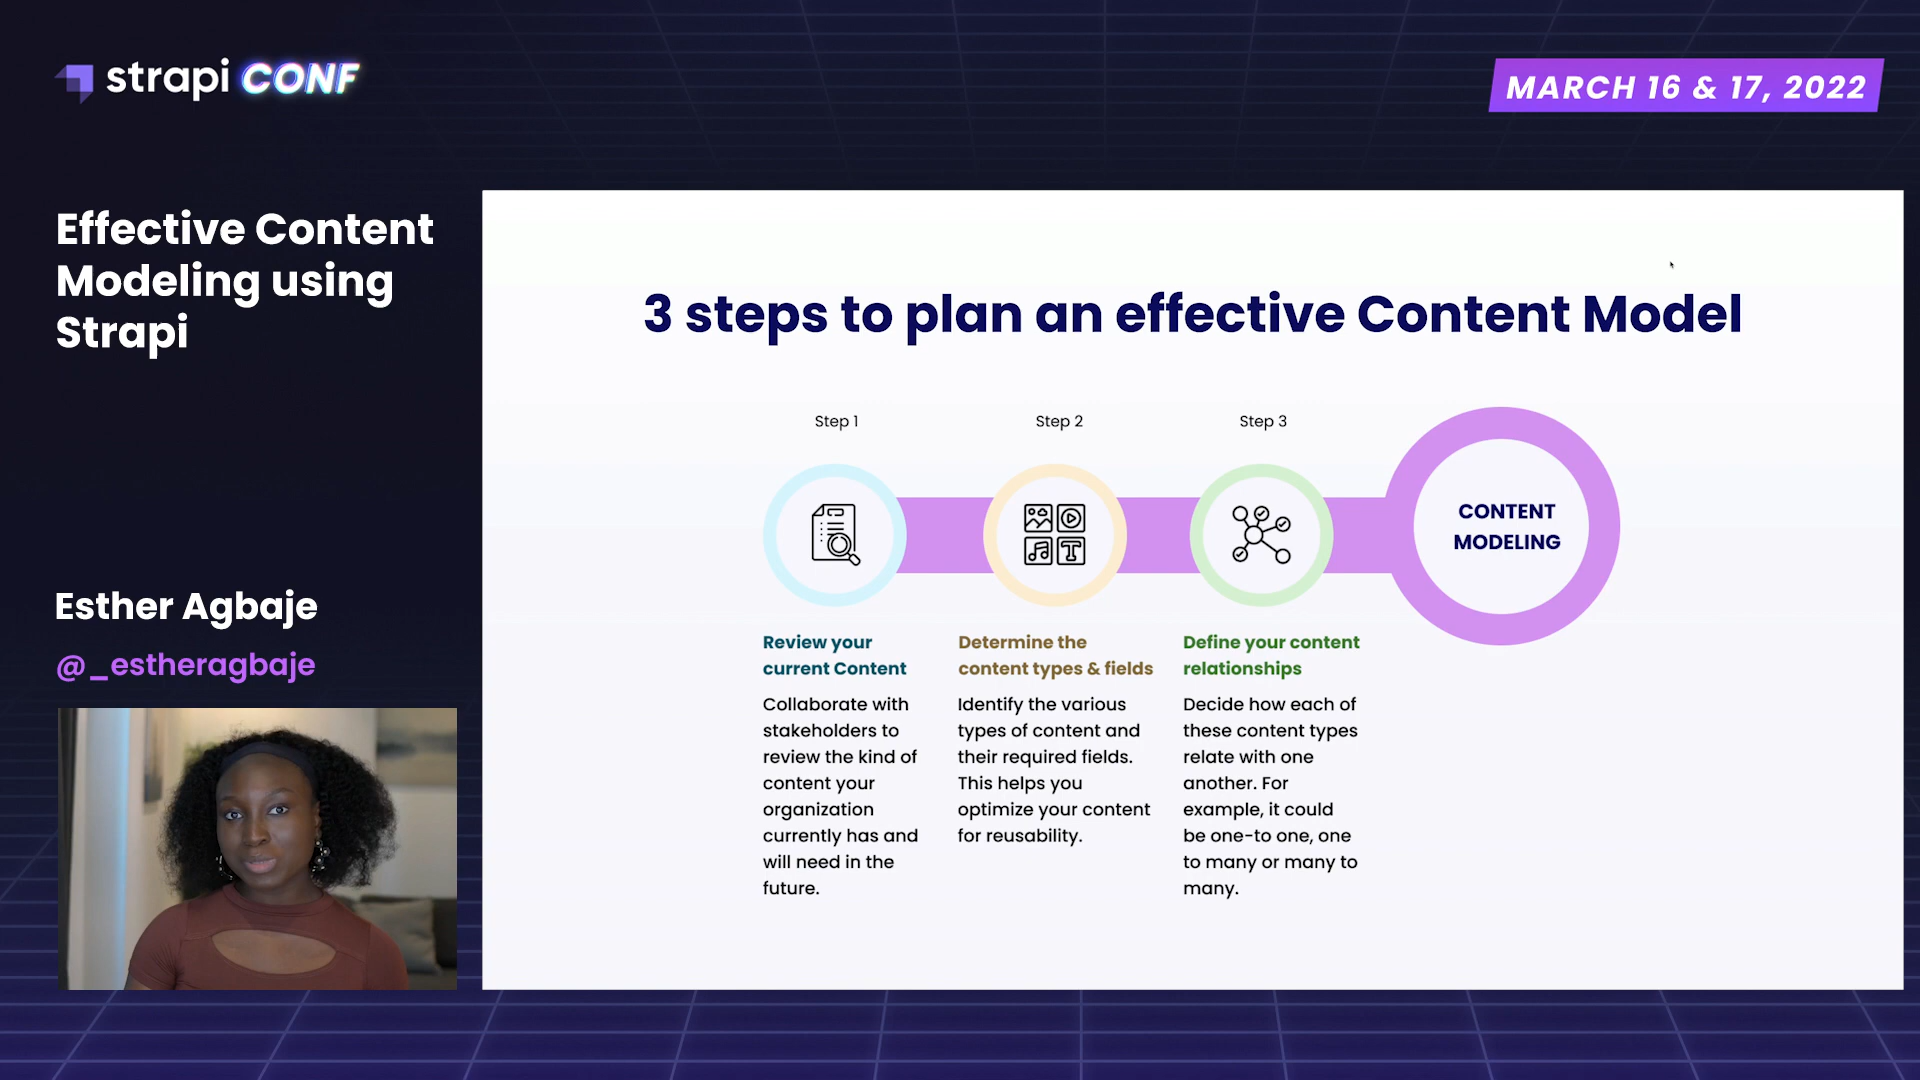 strapi CONF
MARCH 16 & 17, 2022
Effective Content
Modeling using
Strapi
Esther Agbaje
@_estheragbaje
3 steps to plan an effective Content Model
Step 1
Step 2
Step 3
CONTENT
MODELING
Review your
current Content
Collaborate with
stakeholders to
review the kind of
content your
organization
currently has and
will need in the
future.
Determine the
content types & fields
Identify the various
types of content and
their required fields.
This helps you
optimize your content
for reusability.
Define your content
relationships
Decide how each of
these content types
relate with one
another. For
example, it could
be one-to one, one
to many or many to
many.